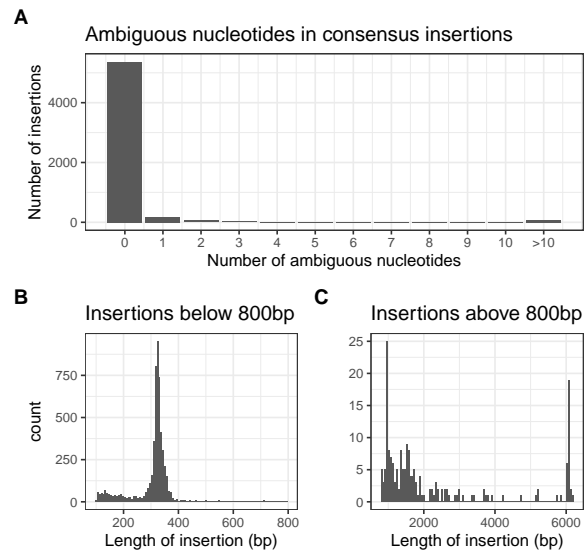 A
Ambiguous nucleotides in consensus insertions
Number of insertions
4000
2000
0
0 1 2 3 4 5 6 7 8 9 10 >10
Number of ambiguous nucleotides
B
Insertions below 800bp
count
750
500
250
0
200 400 600 800
Length of insertion (bp)
C
Insertions above 800bp
25
20
15
10
5
0
2000 4000 6000
Length of insertion (bp)